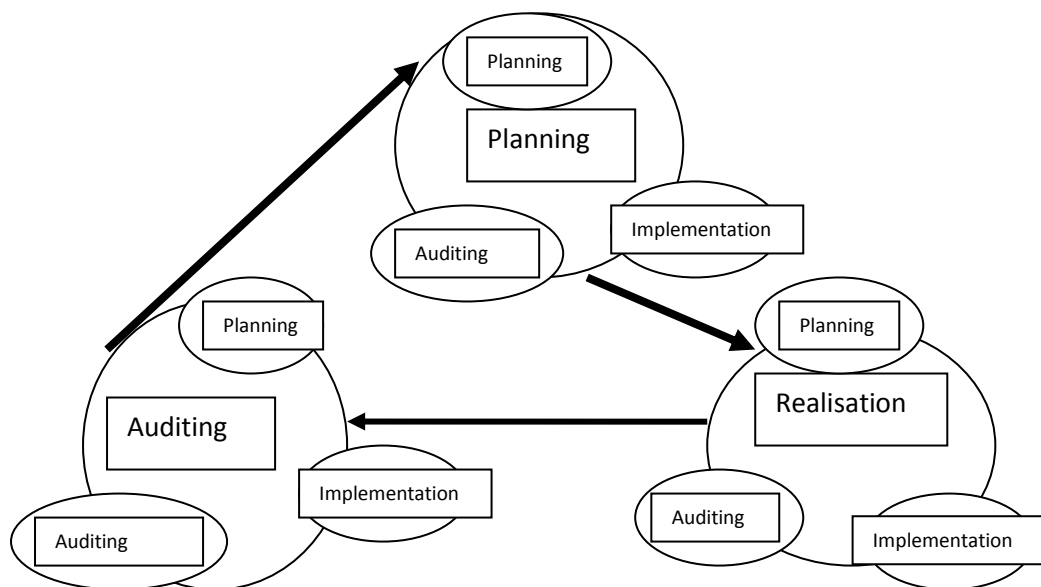 Planning
Planning
Implementation
Auditing
Planning
Planning
Realisation
Auditing
Implementation
Auditing
Implementation
Auditing